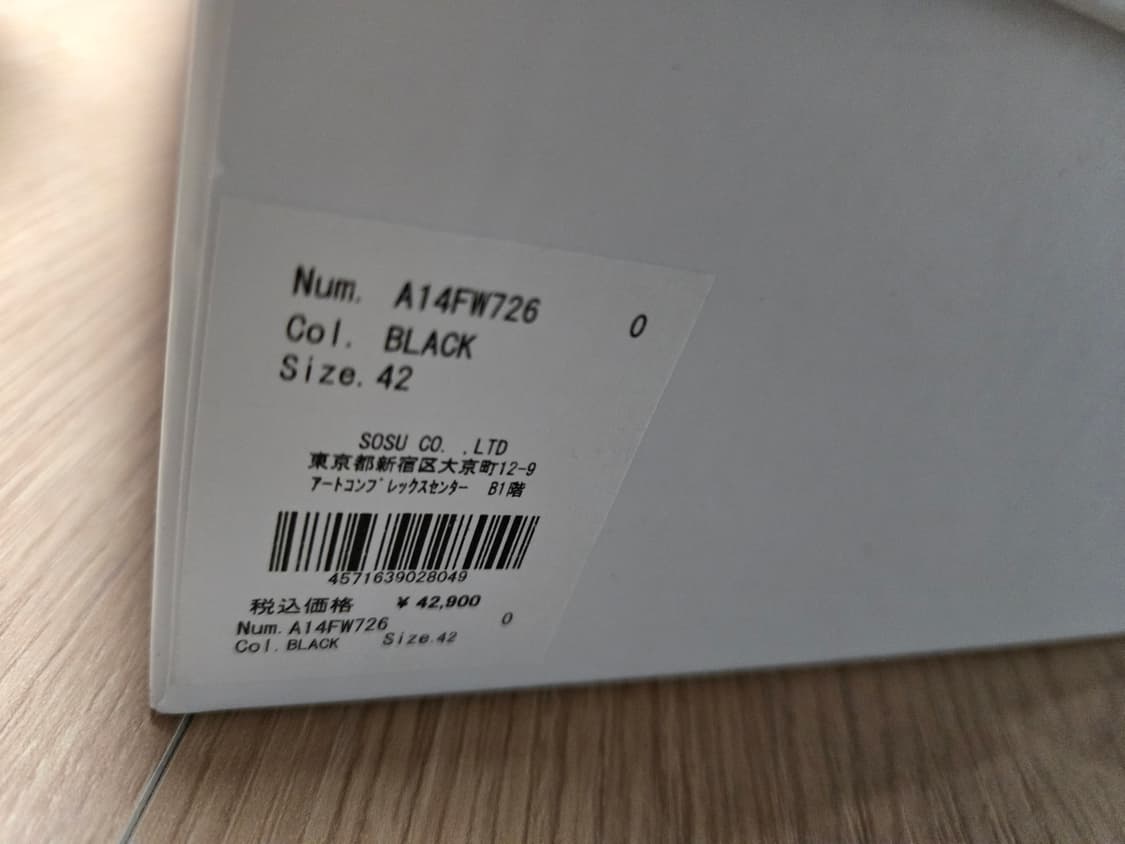 Num. A14FW726 0
Col. BLACK
Size. 42
SOSU CO. ,LTD
東京都新宿区大京町12-9
ｱｰﾄｺﾝﾌﾟﾚｯｸｽｾﾝﾀｰ B1階
4571639028049
税込価格 ¥ 42,900
Num. A14FW726 0
Col. BLACK Size. 42